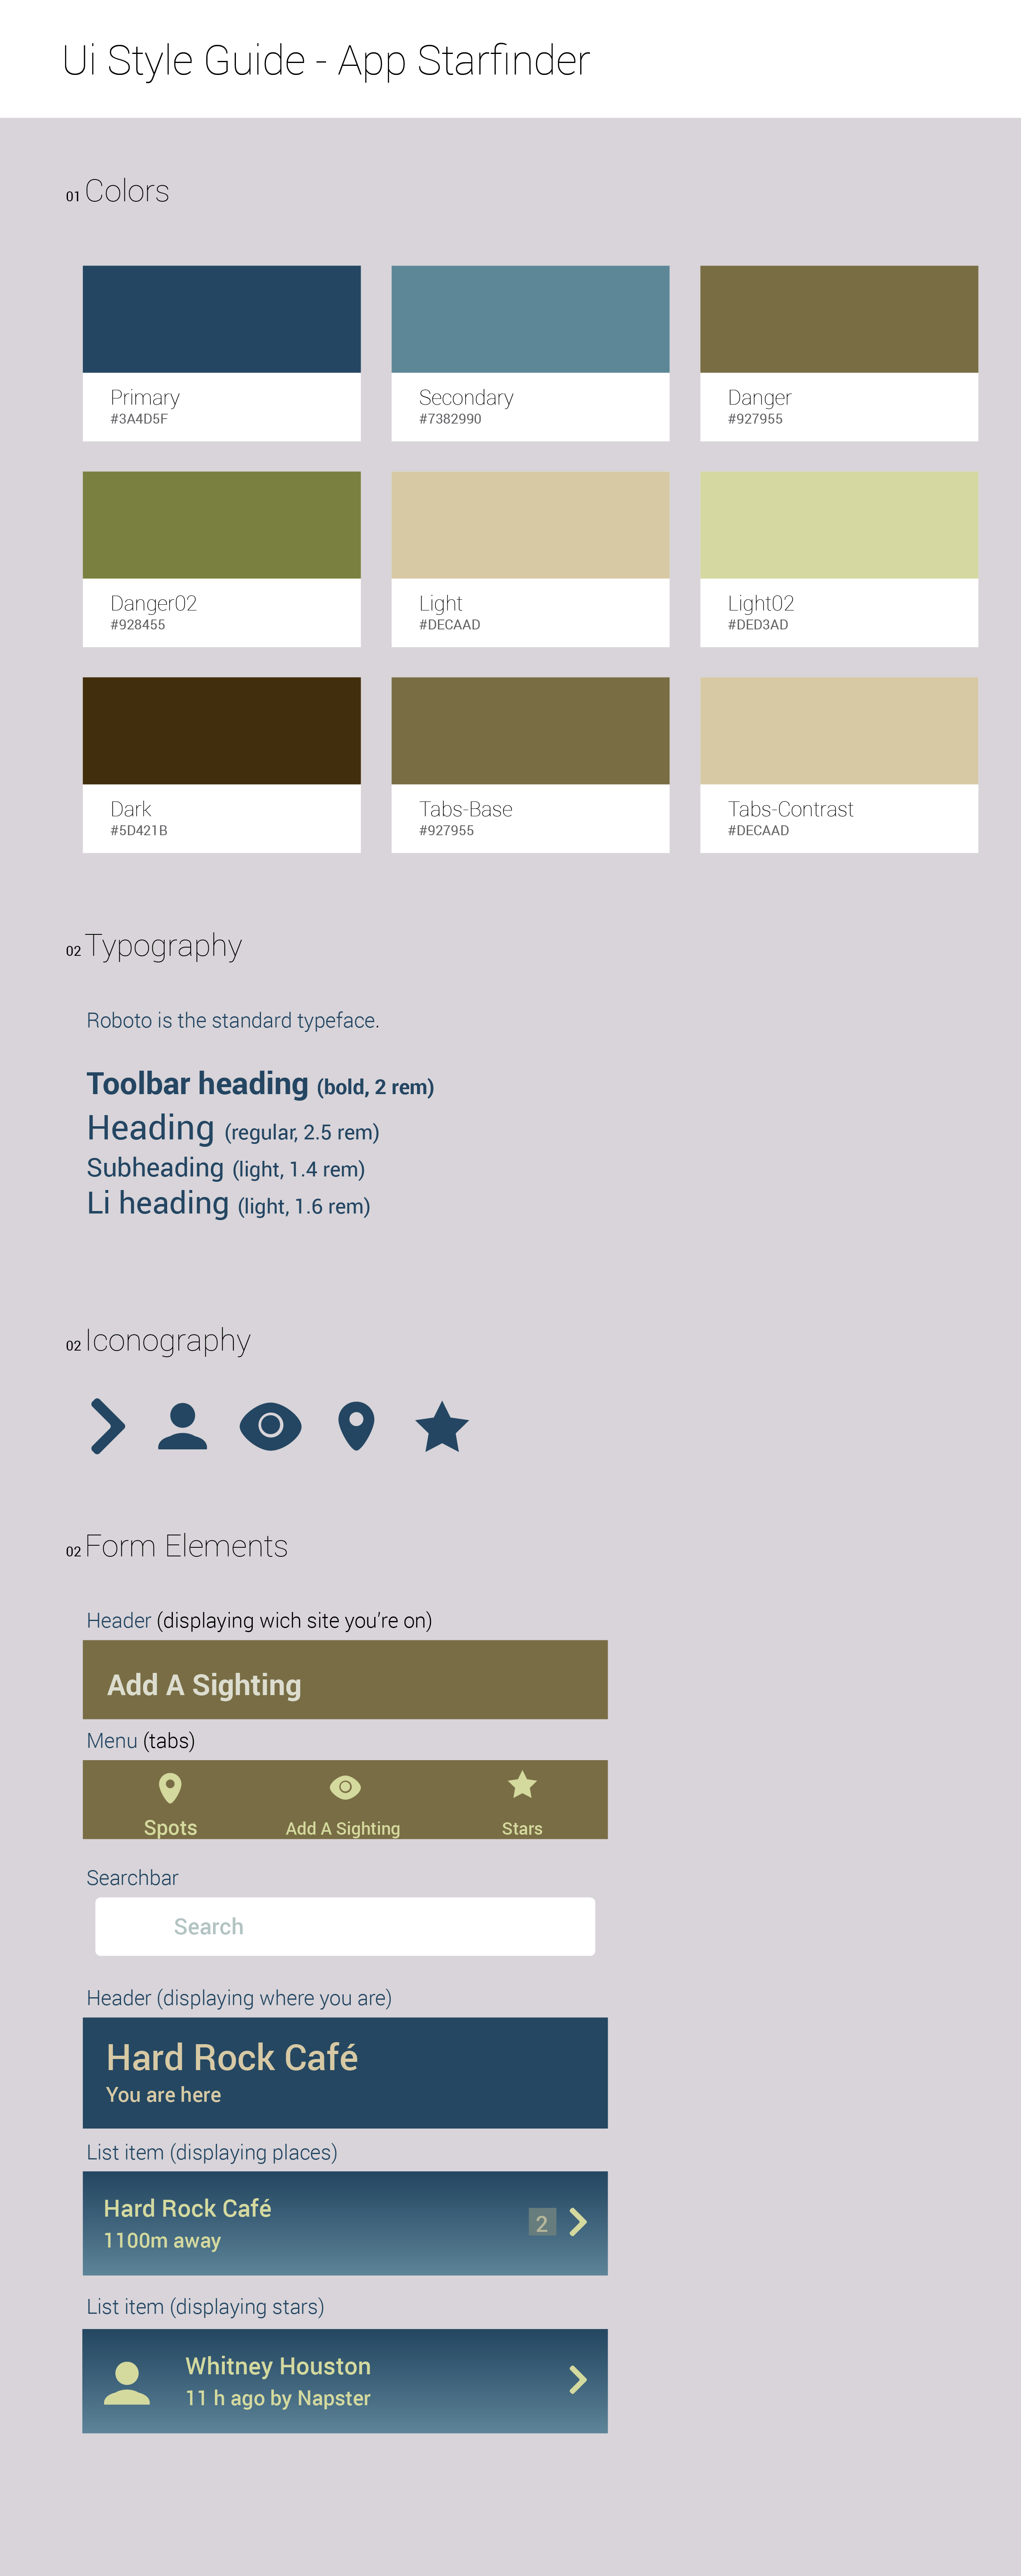 Ui Style Guide - App Starfinder
01 Colors
Primary
#3A4D5F
Secondary
#7382990
Danger
#927955
Danger02
#928455
Light
#DECAAD
Light02
#DED3AD
Dark
#5D421B
Tabs-Base
#927955
Tabs-Contrast
#DECAAD
02 Typography
Roboto is the standard typeface.
Toolbar heading (bold, 2 rem)
Heading (regular, 2.5 rem)
Subheading (light, 1.4 rem)
Li heading (light, 1.6 rem)
02 Iconography
02 Form Elements
Header (displaying wich site you're on)
Add A Sighting
Menu (tabs)
Spots Add A Sighting Stars
Searchbar
Search
Header (displaying where you are)
Hard Rock Café
You are here
List item (displaying places)
Hard Rock Café
1100m away
2
List item (displaying stars)
Whitney Houston
11 h ago by Napster